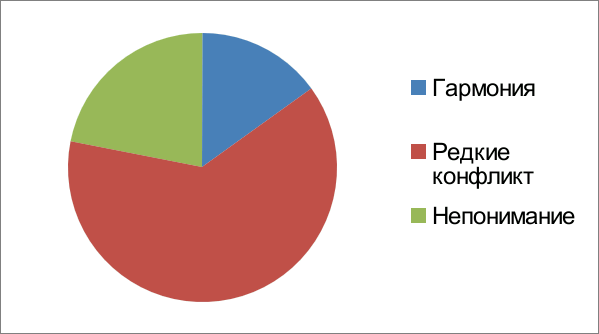 Гармония
Редкие
конфликт
Непонимание